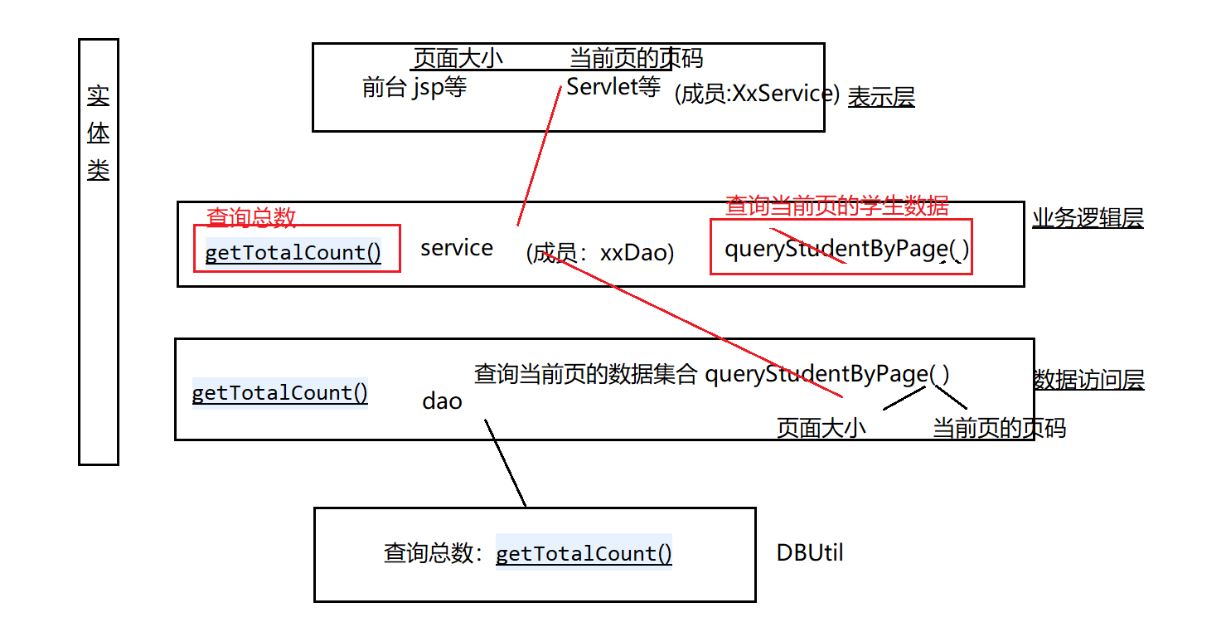 实
体
类
页面大小 当前页的页码
前台 jsp等 Servlet等 (成员:XxService) 表示层
查询总数 查询当前页的学生数据 业务逻辑层
getTotalCount() service (成员：xxDao) queryStudentByPage( )
查询当前页的数据集合 queryStudentByPage( ) 数据访问层
getTotalCount() dao
页面大小 当前页的页码
查询总数：getTotalCount() DBUtil